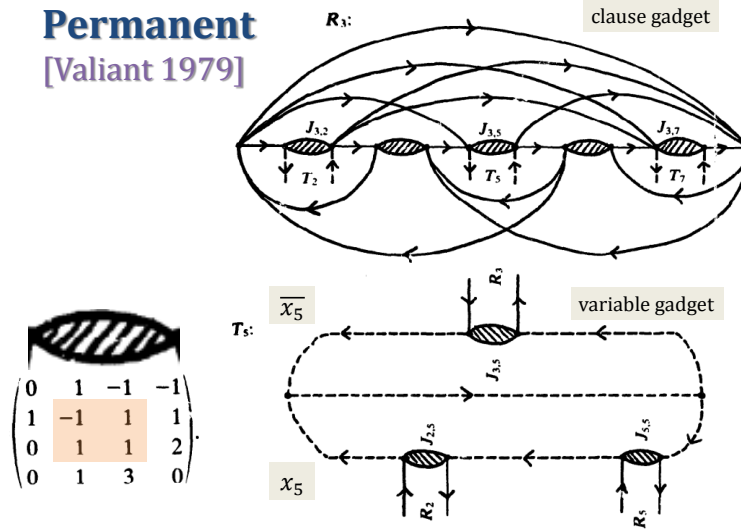 Permanent
[Valiant 1979]
R₃:
clause gadget
J₃,₂
J₃,₅
J₃,₇
T₂
T₅
T₇
x̅₅
R₃
variable gadget
T₅:
J₃,₅
J₂,₅
J₅,₅
x₅
R₂
R₅
0 1 −1 −1
1 −1 1 1
0 1 1 2
0 1 3 0
.